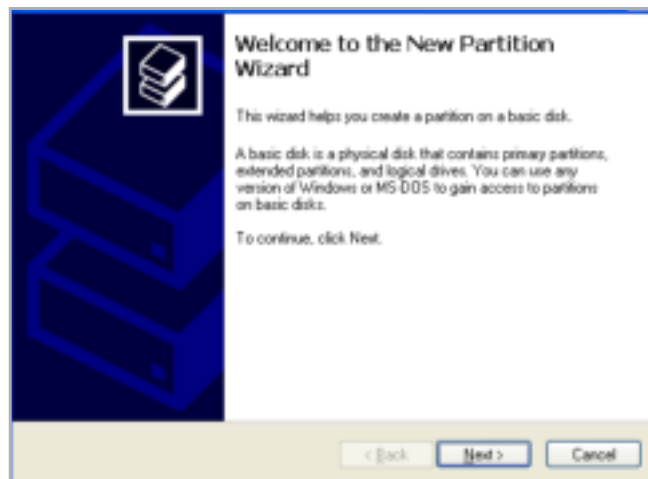 Welcome to the New Partition
Wizard
This wizard helps you create a partition on a basic disk.
A basic disk is a physical disk that contains primary partitions,
extended partitions, and logical drives. You can use any
version of Windows or MS-DOS to gain access to partitions
on basic disks.
To continue, click Next.
< Back
Next >
Cancel